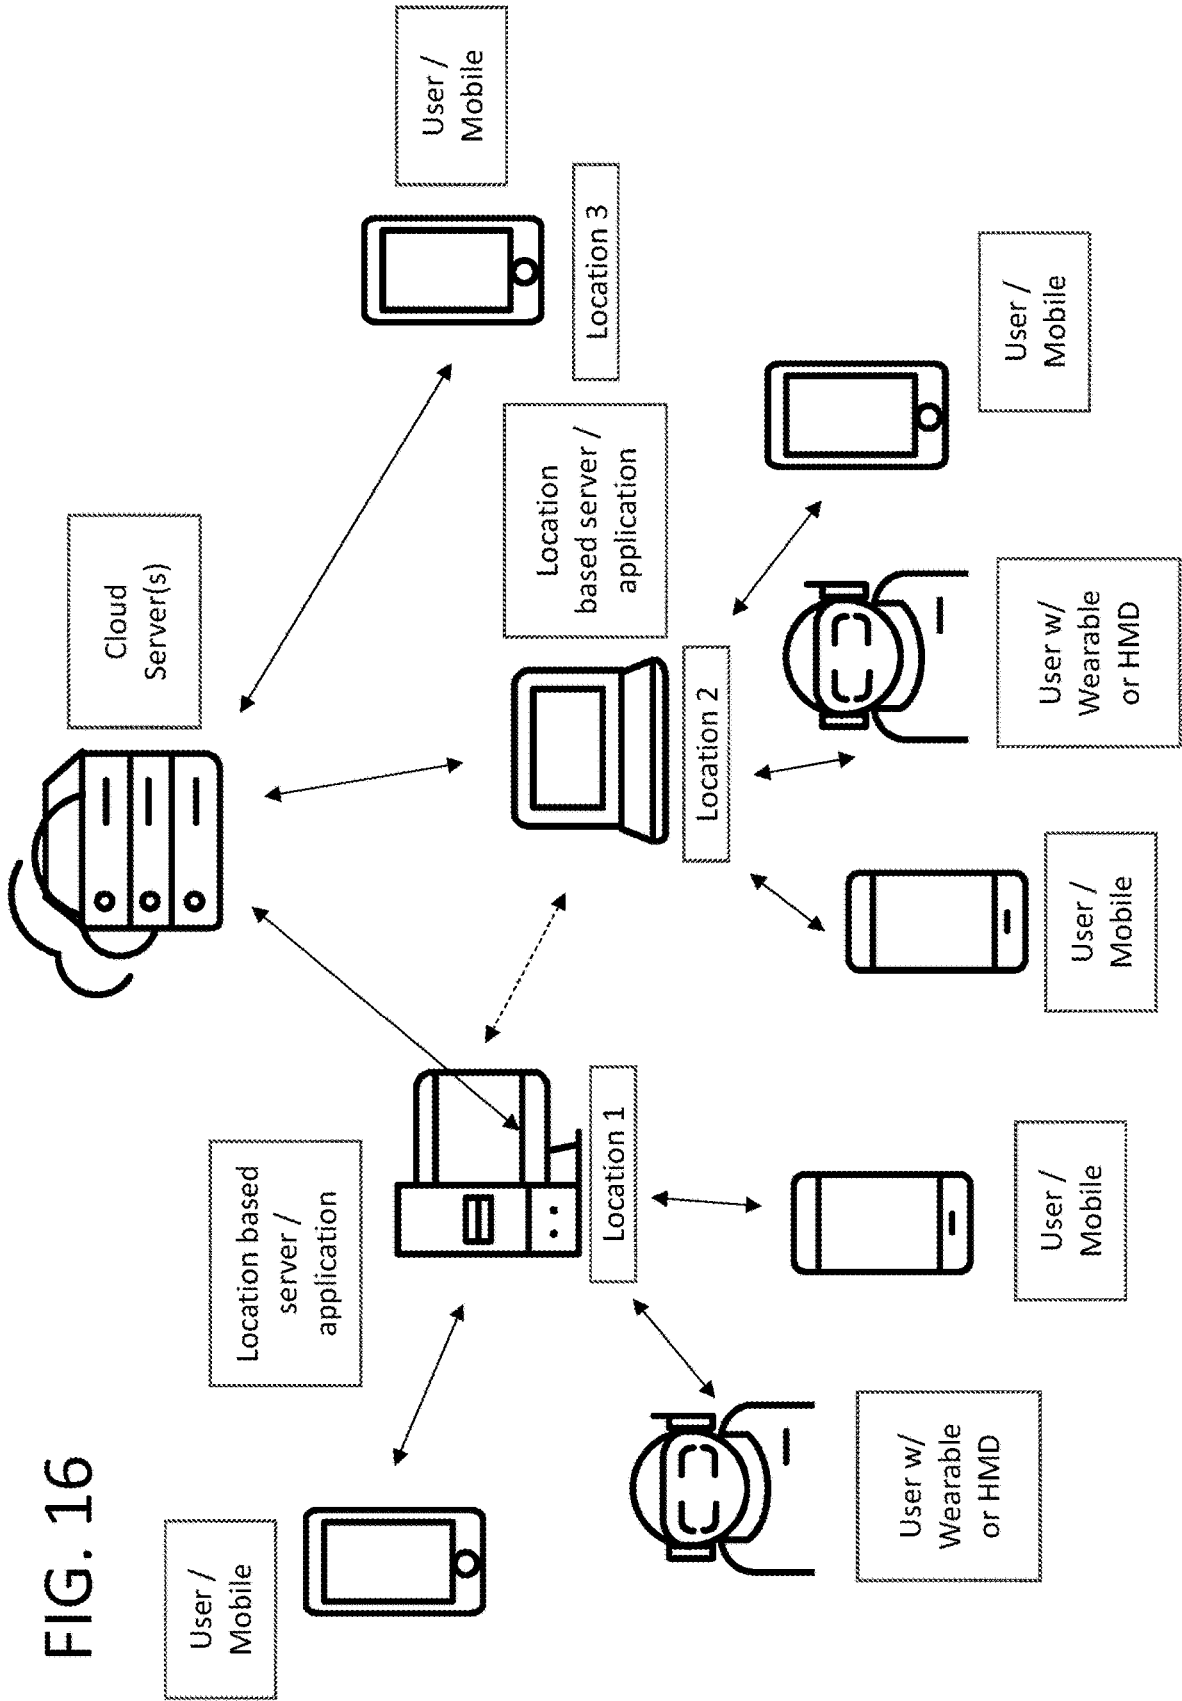 FIG. 16
Cloud
Server(s)
User /
Mobile
Location based
server /
application
Location 1
Location
based server /
application
Location 2
User /
Mobile
Location 3
User w/
Wearable
or HMD
User /
Mobile
User /
Mobile
User w/
Wearable
or HMD
User /
Mobile